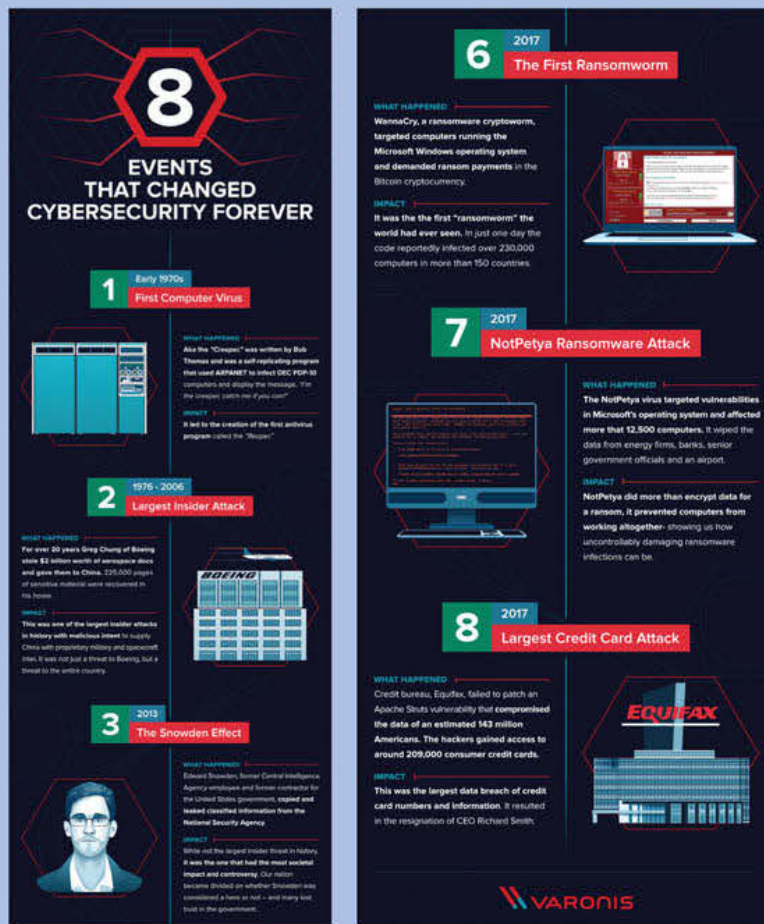 8
EVENTS
THAT CHANGED
CYBERSECURITY FOREVER
1
Early 1970s
First Computer Virus
WHAT HAPPENED
Aka the "Creeper," was written by Bob
Thomas and was a self-replicating program
that used ARPANET to infect DEC PDP-10
computers and display the message, "I'm
the creeper, catch me if you can!"
IMPACT
It led to the creation of the first antivirus
program called the "Reaper."
2
1976 - 2006
Largest Insider Attack
WHAT HAPPENED
For over 30 years Greg Chung of Boeing
stole $2 billion worth of aerospace docs
and gave them to China. 225,000 pages
of sensitive material were recovered in
his home.
BOEING
IMPACT
This was one of the largest insider attacks
in history with malicious intent to supply
China with proprietary military and spacecraft
intel. It was not just a threat to Boeing, but a
threat to the entire country.
3
2013
The Snowden Effect
WHAT HAPPENED
Edward Snowden, former Central Intelligence
Agency employee and former contractor for
the United States government, copied and
leaked classified information from the
National Security Agency.
IMPACT
While not the largest insider threat in history,
it was the one that had the most societal
impact and controversy. Our nation
became divided on whether Snowden was
considered a hero or not – and many lost
trust in the government.
6
2017
The First Ransomworm
WHAT HAPPENED
WannaCry, a ransomware cryptoworm,
targeted computers running the
Microsoft Windows operating system
and demanded ransom payments in the
Bitcoin cryptocurrency.
IMPACT
It was the the first "ransomworm" the
world had ever seen. In just one day the
code reportedly infected over 230,000
computers in more than 150 countries.
7
2017
NotPetya Ransomware Attack
WHAT HAPPENED
The NotPetya virus targeted vulnerabilities
in Microsoft's operating system and affected
more that 12,500 computers. It wiped the
data from energy firms, banks, senior
government officials and an airport.
IMPACT
NotPetya did more than encrypt data for
a ransom, it prevented computers from
working altogether- showing us how
uncontrollably damaging ransomware
infections can be.
8
2017
Largest Credit Card Attack
WHAT HAPPENED
Credit bureau, Equifax, failed to patch an
Apache Struts vulnerability that compromised
the data of an estimated 143 million
Americans. The hackers gained access to
around 209,000 consumer credit cards.
EQUIFAX
IMPACT
This was the largest data breach of credit
card numbers and information. It resulted
in the resignation of CEO Richard Smith.
VARONIS